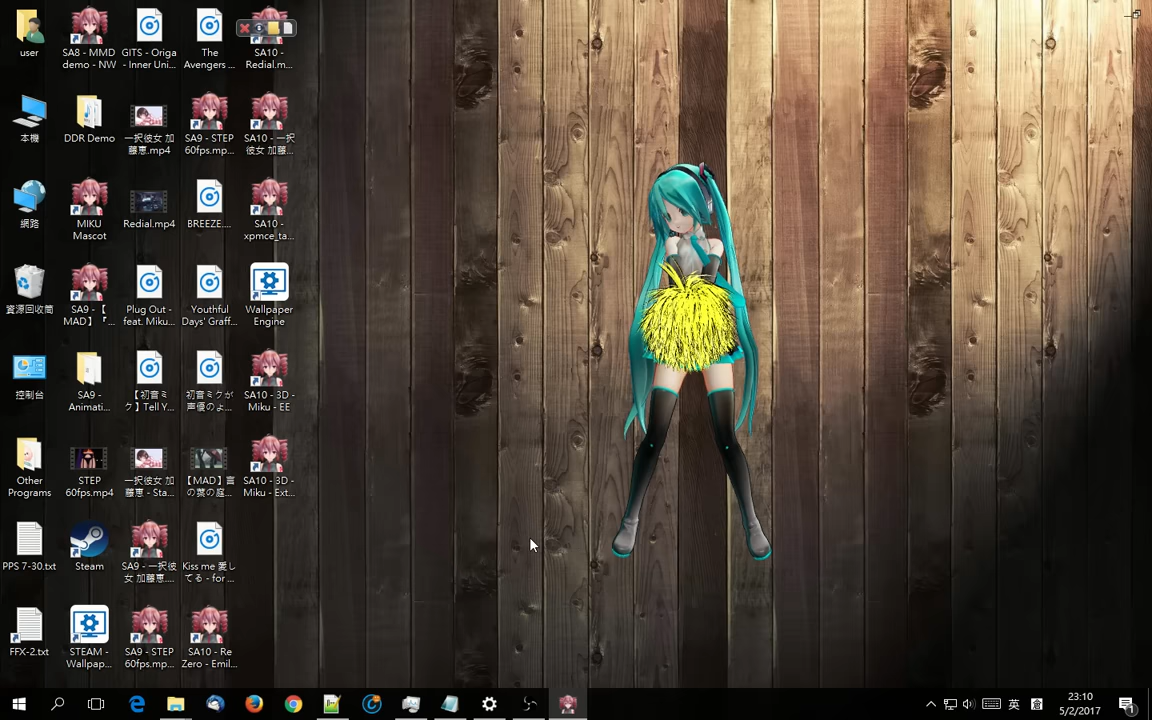 user
SA8 - MMD
demo - NW
GITS - Origa
- Inner Uni...
The
Avengers ...
SA10 -
Redial.m...
本機
DDR Demo
一択彼女 加
藤恵.mp4
SA9 - STEP
60fps.mp...
SA10 - 一択
彼女 加藤...
網路
MIKU
Mascot
Redial.mp4
BREEZE....
SA10 -
xpmce_ta...
資源回收筒
SA9 - 【
MAD】『...
Plug Out -
feat. Miku...
Youthful
Days' Graff...
Wallpaper
Engine
控制台
SA9 -
Animati...
【初音ミ
ク】Tell Y...
初音ミクが
声優のょ...
SA10 - 3D -
Miku - EE
Other
Programs
STEP
60fps.mp4
一択彼女 加
藤恵 - Sta...
【MAD】言
の葉の庭...
SA10 - 3D -
Miku - Ext...
PPS 7-30.txt
Steam
SA9 - 一択彼
女 加藤恵....
Kiss me 愛し
てる - for ...
FFX-2.txt
STEAM -
Wallpap...
SA9 - STEP
60fps.mp...
SA10 - Re
Zero - Emil...
英
23:10
5/2/2017
1